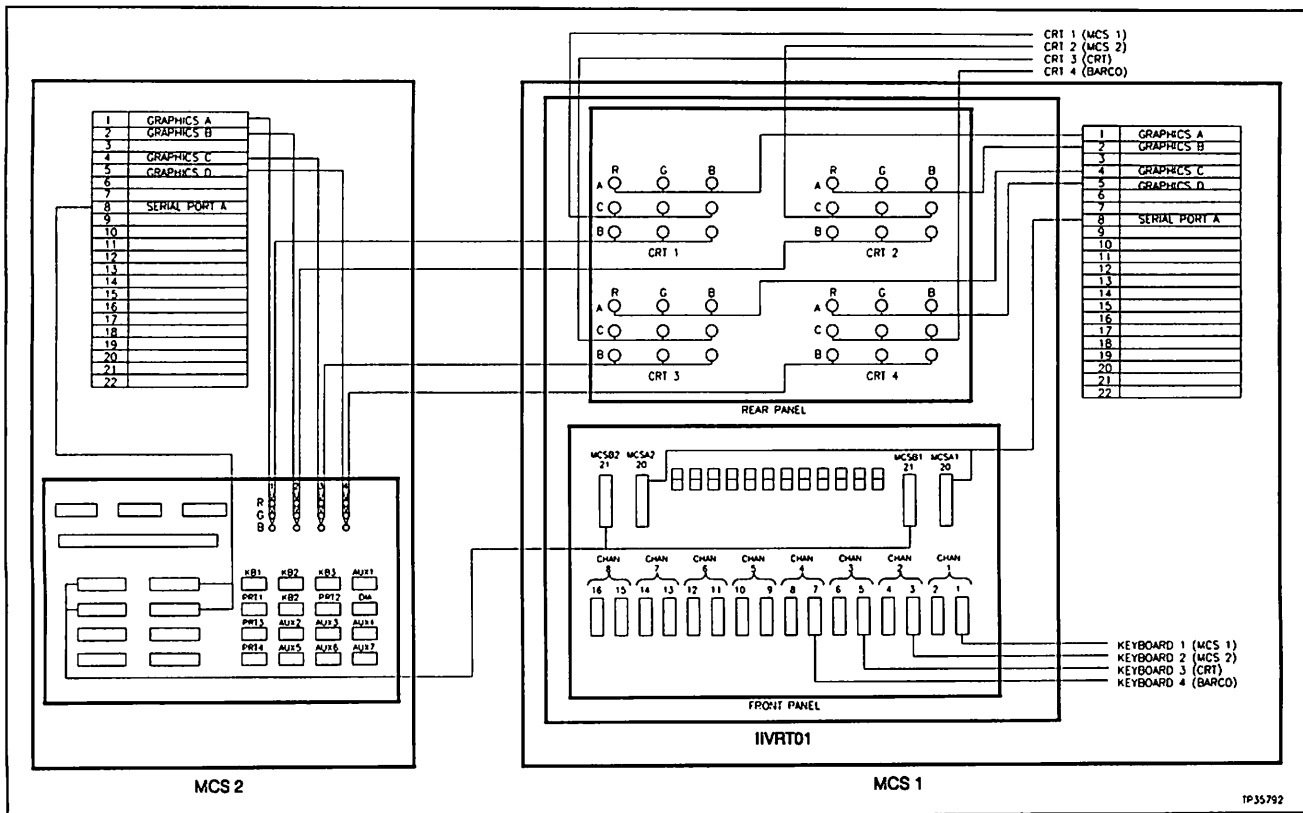 CRT 1 (MCS 1)
CRT 2 (MCS 2)
CRT 3 (CRT)
CRT 4 (BARCO)
1 GRAPHICS A
2 GRAPHICS B
3
4 GRAPHICS C
5 GRAPHICS D
6
7
8 SERIAL PORT A
9
10
11
12
13
14
15
16
17
18
19
20
21
22
R G B
A
C
B
CRT 1
R G B
A
C
B
CRT 2
R G B
A
C
B
CRT 3
R G B
A
C
B
CRT 4
REAR PANEL
1 GRAPHICS A
2 GRAPHICS B
3
4 GRAPHICS C
5 GRAPHICS D
6
7
8 SERIAL PORT A
9
10
11
12
13
14
15
16
17
18
19
20
21
22
1 2 3 4
R
G
B
KB1 KB2 KB3 AUX1
PRT1 KB2 PRT2 DIA
PRT3 AUX2 AUX3 AUX4
PRT4 AUX5 AUX6 AUX7
MCS 2
MCSB2 21
MCSA2 20
MCSB1 21
MCSA1 20
CHAN 8
CHAN 7
CHAN 6
CHAN 5
CHAN 4
CHAN 3
CHAN 2
CHAN 1
16 15 14 13 12 11 10 9 8 7 6 5 4 3 2 1
KEYBOARD 1 (MCS 1)
KEYBOARD 2 (MCS 2)
KEYBOARD 3 (CRT)
KEYBOARD 4 (BARCO)
FRONT PANEL
IIVRT01
MCS 1
TP35792